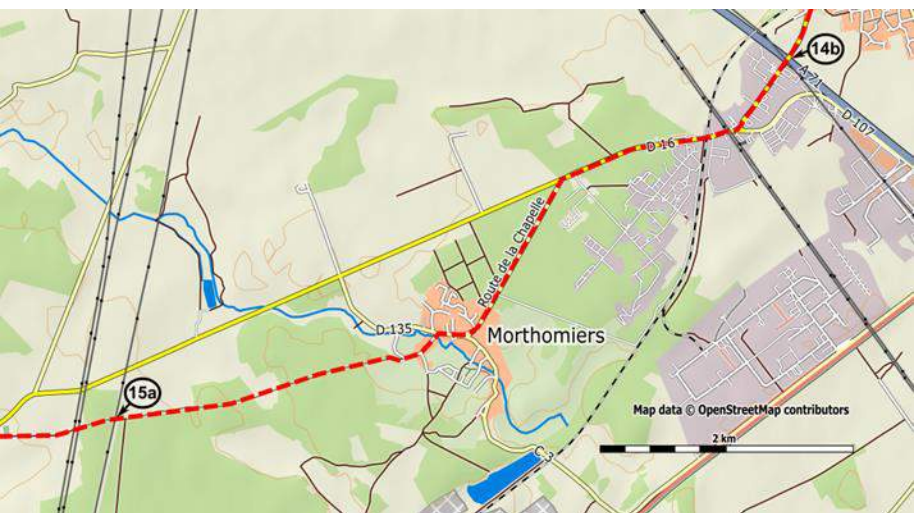 14b
A 71
D 107
D 16
Route de la Chapelle
D 135
Morthomiers
15a
Map data © OpenStreetMap contributors
2 km
C 3